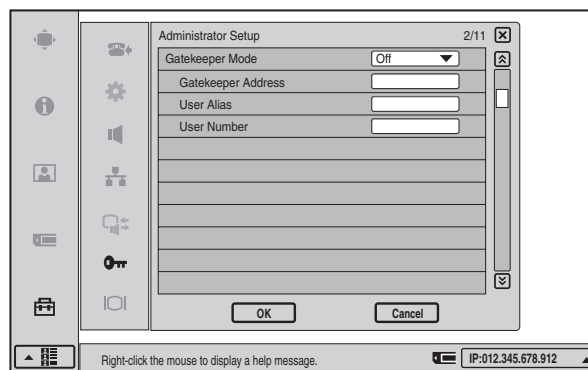 Administrator Setup 2/11
Gatekeeper Mode Off
Gatekeeper Address
User Alias
User Number
OK Cancel
Right-click the mouse to display a help message. IP:012.345.678.912